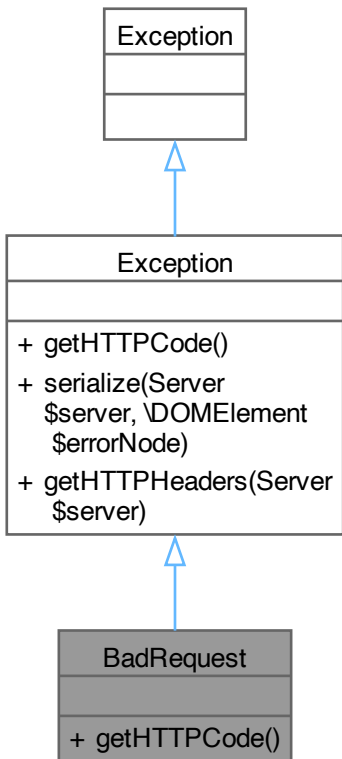 Exception
Exception
+ getHTTPCode()
+ serialize(Server
$server, \DOMElement
$errorNode)
+ getHTTPHeaders(Server
$server)
BadRequest
+ getHTTPCode()